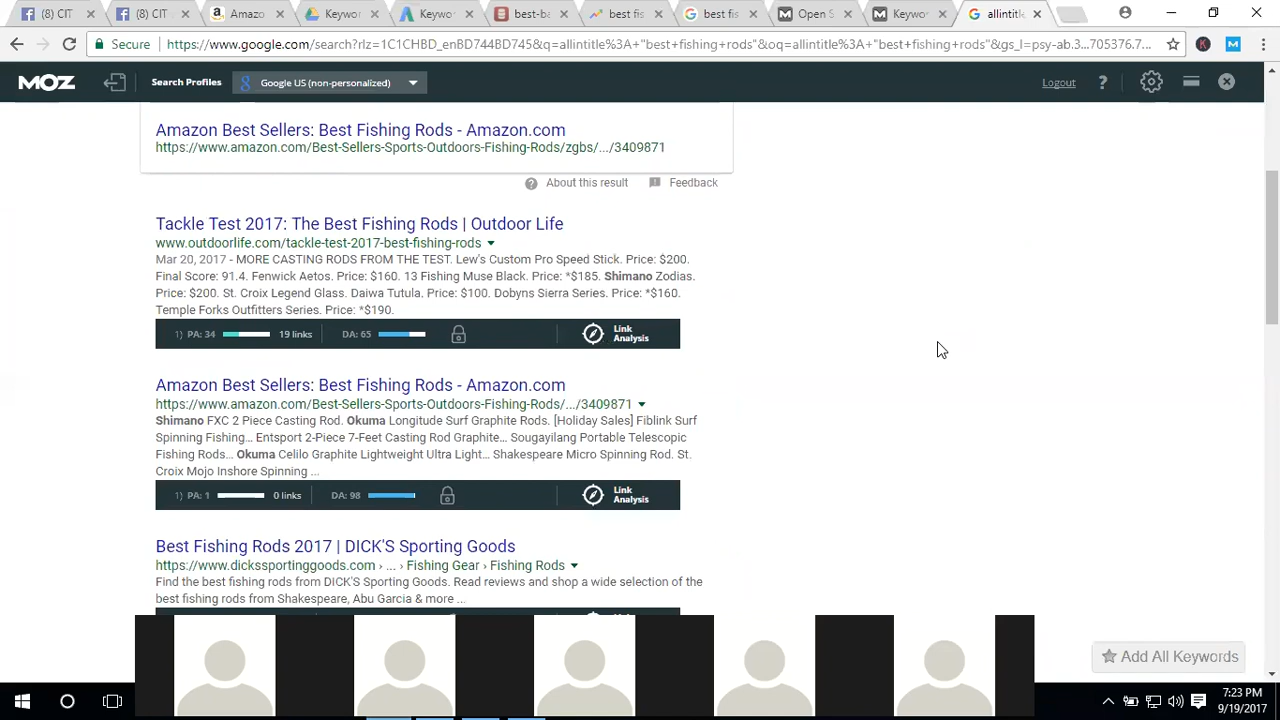 (8) CIT
(8) CIT
Amazo
Keywor
Keywo
best-ba
best fis
best fis
Open S
Keywo
allintitl
Secure https://www.google.com/search?rlz=1C1CHBD_enBD744BD745&q=allintitle%3A+"best+fishing+rods"&oq=allintitle%3A+"best+fishing+rods"&gs_l=psy-ab.3...705376.7...
MOZ
Search Profiles
Google US (non-personalized)
Logout
?
Amazon Best Sellers: Best Fishing Rods - Amazon.com
https://www.amazon.com/Best-Sellers-Sports-Outdoors-Fishing-Rods/zgbs/.../3409871
About this result
Feedback
Tackle Test 2017: The Best Fishing Rods | Outdoor Life
www.outdoorlife.com/tackle-test-2017-best-fishing-rods
Mar 20, 2017 - MORE CASTING RODS FROM THE TEST. Lew's Custom Pro Speed Stick. Price: $200.
Final Score: 91.4. Fenwick Aetos. Price: $160. 13 Fishing Muse Black. Price: *$185. Shimano Zodias.
Price: $200. St. Croix Legend Glass. Daiwa Tutula. Price: $100. Dobyns Sierra Series. Price: *$160.
Temple Forks Outfitters Series. Price: *$190.
1) PA: 34 19 links DA: 65 Link Analysis
Amazon Best Sellers: Best Fishing Rods - Amazon.com
https://www.amazon.com/Best-Sellers-Sports-Outdoors-Fishing-Rods/.../3409871
Shimano FXC 2 Piece Casting Rod. Okuma Longitude Surf Graphite Rods. [Holiday Sales] Fiblink Surf
Spinning Fishing... Entsport 2-Piece 7-Feet Casting Rod Graphite... Sougayilang Portable Telescopic
Fishing Rods... Okuma Celilo Graphite Lightweight Ultra Light... Shakespeare Micro Spinning Rod. St.
Croix Mojo Inshore Spinning ...
1) PA: 1 0 links DA: 98 Link Analysis
Best Fishing Rods 2017 | DICK'S Sporting Goods
https://www.dickssportinggoods.com › ... › Fishing Gear › Fishing Rods
Find the best fishing rods from DICK'S Sporting Goods. Read reviews and shop a wide selection of the
best fishing rods from Shakespeare, Abu Garcia & more ...
Add All Keywords
7:23 PM
9/19/2017